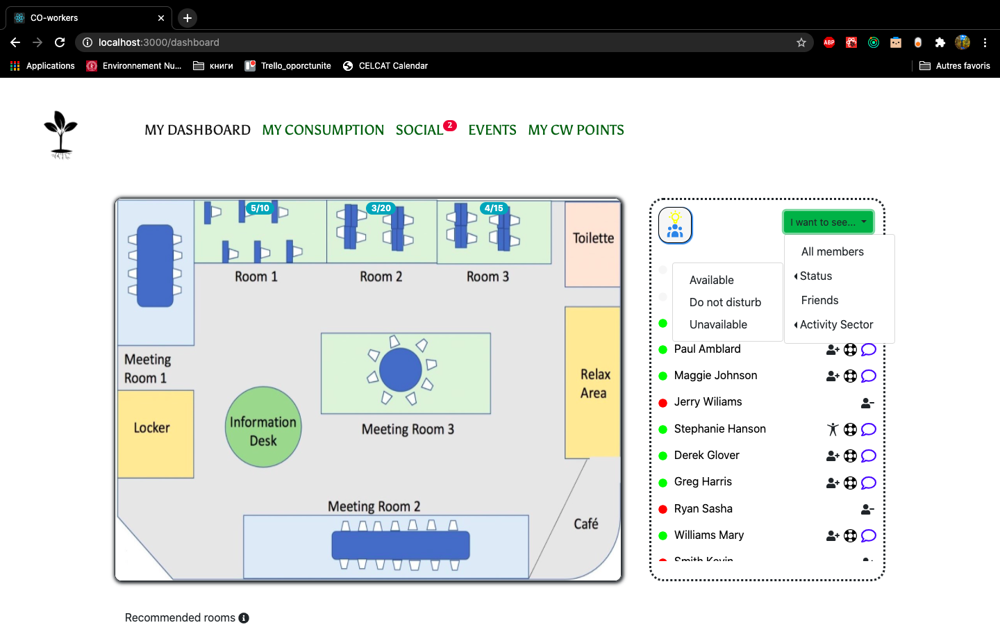 CO-workers
localhost:3000/dashboard
ABP
Applications
Environnement Nu...
книги
Trello_oporctunite
CELCAT Calendar
Autres favoris
MY DASHBOARD
MY CONSUMPTION
SOCIAL 2
EVENTS
MY CW POINTS
5/10
3/20
4/15
Room 1
Room 2
Room 3
Toilette
Meeting
Room 1
Locker
Information
Desk
Meeting Room 3
Relax
Area
Meeting Room 2
Café
I want to see...
All members
Status
Friends
Activity Sector
Available
Do not disturb
Unavailable
Paul Amblard
Maggie Johnson
Jerry Wiliams
Stephanie Hanson
Derek Glover
Greg Harris
Ryan Sasha
Williams Mary
Smith Kevin
Recommended rooms